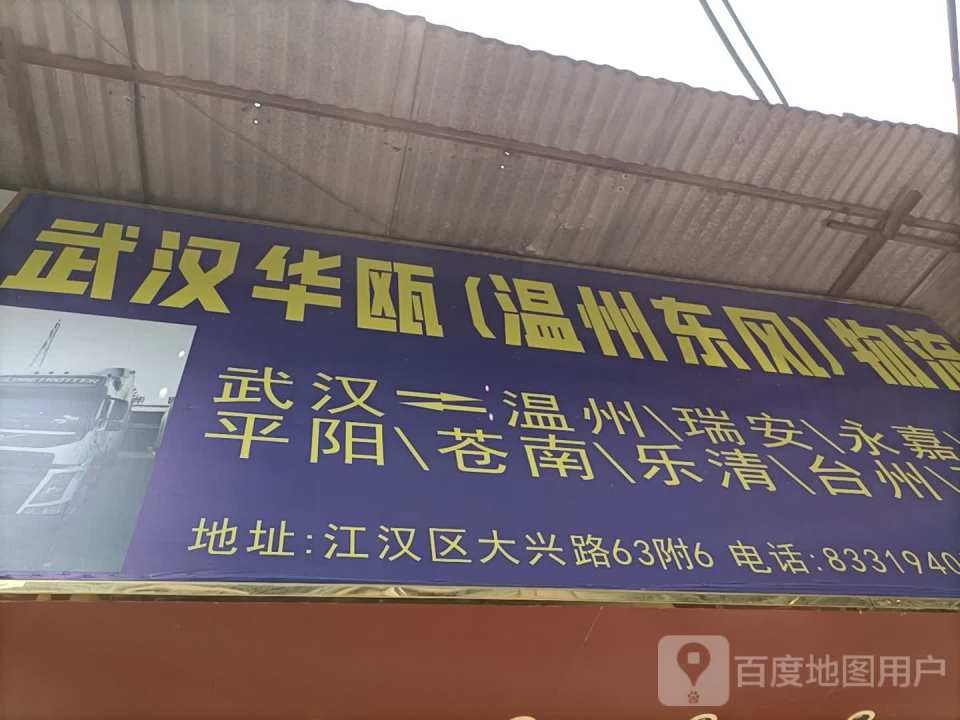 武汉华瓯(温州东风)物流
武汉⇌温州\瑞安\永嘉\
平阳\苍南\乐清\台州\
地址:江汉区大兴路63附6 电话:8331940
百度地图用户